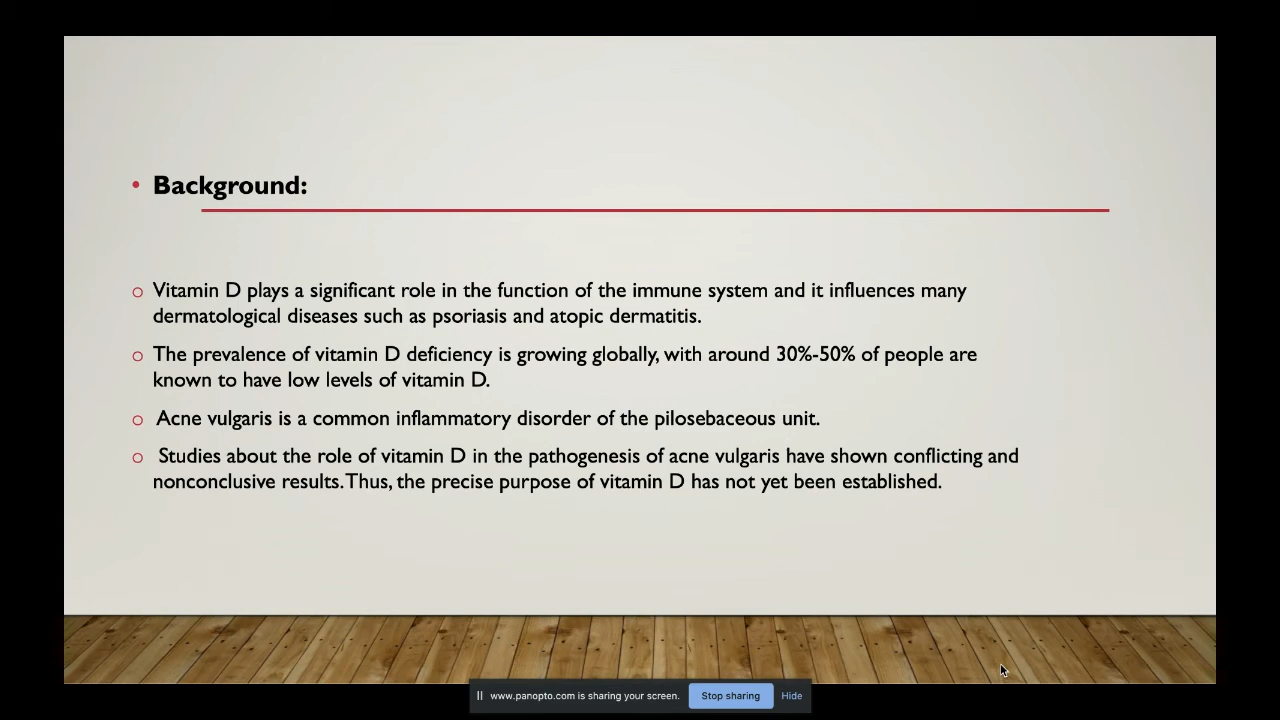 • Background:
o Vitamin D plays a significant role in the function of the immune system and it influences many
dermatological diseases such as psoriasis and atopic dermatitis.
o The prevalence of vitamin D deficiency is growing globally, with around 30%-50% of people are
known to have low levels of vitamin D.
o Acne vulgaris is a common inflammatory disorder of the pilosebaceous unit.
o Studies about the role of vitamin D in the pathogenesis of acne vulgaris have shown conflicting and
nonconclusive results. Thus, the precise purpose of vitamin D has not yet been established.
www.panopto.com is sharing your screen. Stop sharing Hide